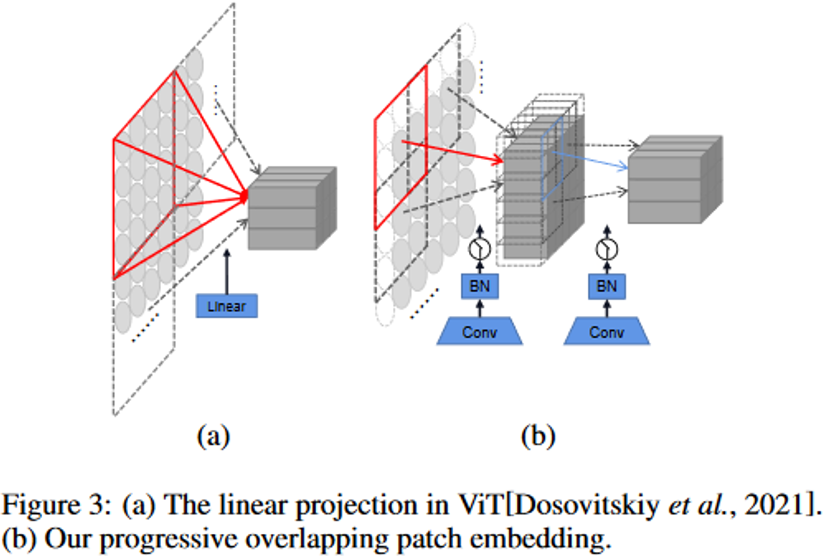 Linear
BN
BN
Conv
Conv
(a)
(b)
Figure 3: (a) The linear projection in ViT[Dosovitskiy et al., 2021].
(b) Our progressive overlapping patch embedding.